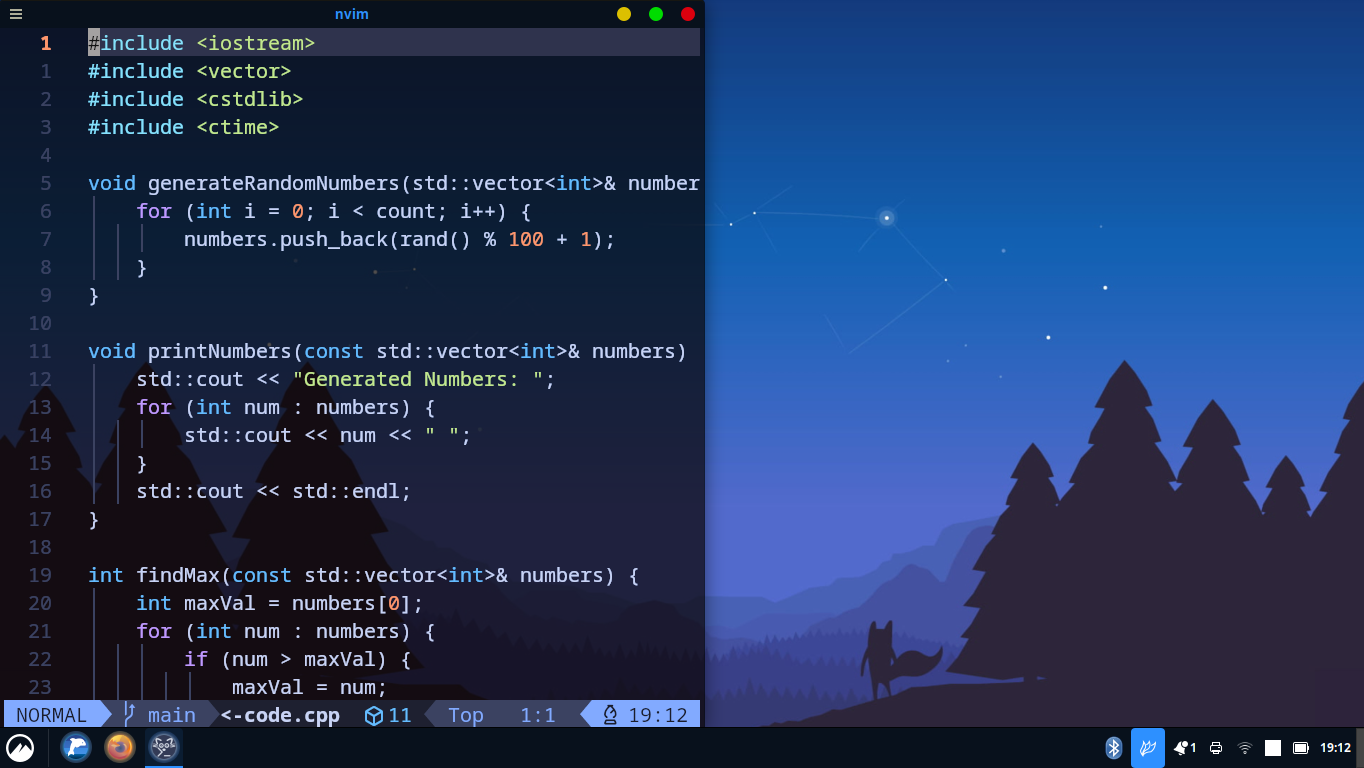 nvim
1 #include <iostream>
1 #include <vector>
2 #include <cstdlib>
3 #include <ctime>
4
5 void generateRandomNumbers(std::vector<int>& number
6     for (int i = 0; i < count; i++) {
7         numbers.push_back(rand() % 100 + 1);
8     }
9 }
10
11 void printNumbers(const std::vector<int>& numbers)
12     std::cout << "Generated Numbers: ";
13     for (int num : numbers) {
14         std::cout << num << " ";
15     }
16     std::cout << std::endl;
17 }
18
19 int findMax(const std::vector<int>& numbers) {
20     int maxVal = numbers[0];
21     for (int num : numbers) {
22         if (num > maxVal) {
23             maxVal = num;
NORMAL main <-code.cpp 11 Top 1:1 19:12
1 19:12